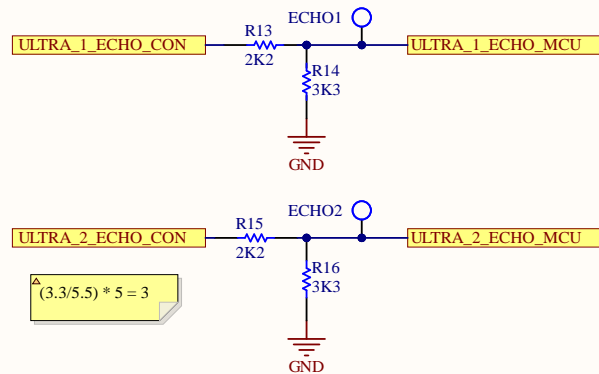 ECHO1
R13
ULTRA_1_ECHO_CON
ULTRA_1_ECHO_MCU
2K2
R14
3K3
GND
ECHO2
R15
ULTRA_2_ECHO_CON
ULTRA_2_ECHO_MCU
2K2
R16
3K3
(3.3/5.5) * 5 = 3
GND